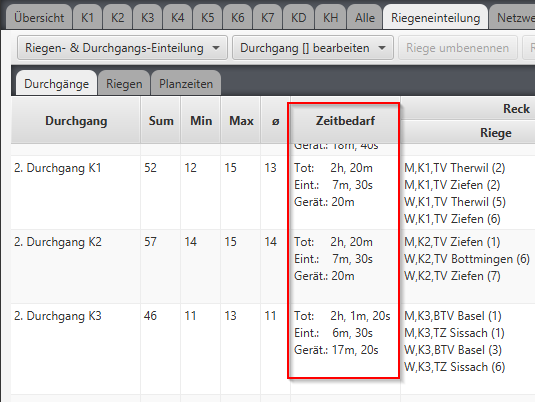 Übersicht K1 K2 K3 K4 K5 K6 K7 KD KH Alle Riegeneinteilung Netzwe
Riegen- & Durchgangs-Einteilung Durchgang [] bearbeiten Riege umbenennen R
Durchgänge Riegen Planzeiten
Reck
Durchgang Sum Min Max ø Zeitbedarf
Riege
Gerät.: 18m, 40s
2. Durchgang K1 52 12 15 13 Tot: 2h, 20m M,K1,TV Therwil (2)
Eint.: 7m, 30s M,K1,TV Ziefen (2)
Gerät.: 20m W,K1,TV Therwil (5)
W,K1,TV Ziefen (6)
2. Durchgang K2 57 14 15 14 Tot: 2h, 20m M,K2,TV Ziefen (1)
Eint.: 7m, 30s W,K2,TV Bottmingen (6)
Gerät.: 20m W,K2,TV Ziefen (7)
2. Durchgang K3 46 11 13 11 Tot: 2h, 1m, 20s M,K3,BTV Basel (1)
Eint.: 6m, 30s M,K3,TZ Sissach (1)
Gerät.: 17m, 20s W,K3,BTV Basel (3)
W,K3,TZ Sissach (6)